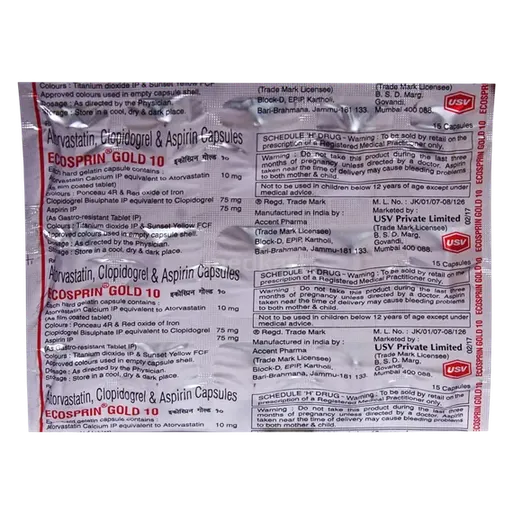 Colours : Titanium dioxide IP & Sunset Yellow FCF
Approved colours used in empty capsule shell.
Dosage : As directed by the Physician.
Storage : Store in a cool, dry & dark place.
(Trade Mark Licensee)
Block-D, EPIP, Kartholi,
Bari-Brahmana, Jammu-181 133.
(Trade Mark Licensee)
B. S. D. Marg,
Govandi,
Mumbai 400 088.
USV
15 Capsules
Atorvastatin, Clopidogrel & Aspirin Capsules
ECOSPRIN® GOLD 10 इकोस्प्रिन गोल्ड १०
Each hard gelatin capsule contains :
Atorvastatin Calcium IP equivalent to Atorvastatin 10 mg
(As film coated tablet)
Colours : Ponceau 4R & Red oxide of Iron
Clopidogrel Bisulphate IP equivalent to Clopidogrel 75 mg
Aspirin IP 75 mg
(As Gastro-resistant Tablet IP)
Colours : Titanium dioxide IP & Sunset Yellow FCF
Approved colours used in empty capsule shell.
Dosage : As directed by the Physician.
Storage : Store in a cool, dry & dark place.
SCHEDULE 'H' DRUG - Warning : To be sold by retail on the
prescription of a Registered Medical Practitioner only.
Warning : Do not take this product during the last three
months of pregnancy unless directed by a doctor. Aspirin
taken near the time of delivery may cause bleeding problems
to both mother & child.
Not to be used in children below 12 years of age except under
medical advice.
® Regd. Trade Mark
Manufactured in India by :
Accent Pharma
(Trade Mark Licensee)
Block-D, EPIP, Kartholi,
Bari-Brahmana, Jammu-181 133.
M. L. No. : JK/01/07-08/126
Marketed by :
USV Private Limited
(Trade Mark Licensee)
B. S. D. Marg,
Govandi,
Mumbai 400 088.
0217
ECOSPRIN GOLD 10
USV
15 Capsules
Atorvastatin, Clopidogrel & Aspirin Capsules
ECOSPRIN® GOLD 10 इकोस्प्रिन गोल्ड १०
Each hard gelatin capsule contains :
Atorvastatin Calcium IP equivalent to Atorvastatin 10 mg
(As film coated tablet)
Colours : Ponceau 4R & Red oxide of Iron
Clopidogrel Bisulphate IP equivalent to Clopidogrel 75 mg
Aspirin IP 75 mg
(As Gastro-resistant Tablet IP)
Colours : Titanium dioxide IP & Sunset Yellow FCF
Approved colours used in empty capsule shell.
Dosage : As directed by the Physician.
Storage : Store in a cool, dry & dark place.
SCHEDULE 'H' DRUG - Warning : To be sold by retail on the
prescription of a Registered Medical Practitioner only.
Warning : Do not take this product during the last three
months of pregnancy unless directed by a doctor. Aspirin
taken near the time of delivery may cause bleeding problems
to both mother & child.
Not to be used in children below 12 years of age except under
medical advice.
® Regd. Trade Mark
Manufactured in India by :
Accent Pharma
(Trade Mark Licensee)
Block-D, EPIP, Kartholi,
Bari-Brahmana, Jammu-181 133.
M. L. No. : JK/01/07-08/126
Marketed by :
USV Private Limited
(Trade Mark Licensee)
B. S. D. Marg,
Govandi,
Mumbai 400 088.
0217
ECOSPRIN GOLD 10
USV
15 Capsules
Atorvastatin, Clopidogrel & Aspirin Capsules
ECOSPRIN® GOLD 10 इकोस्प्रिन गोल्ड १०
Each hard gelatin capsule contains :
Atorvastatin Calcium IP equivalent to Atorvastatin 10 mg
SCHEDULE 'H' DRUG - Warning : To be sold by retail on the
prescription of a Registered Medical Practitioner only.
Warning : Do not take this product during the last three
months of pregnancy unless directed by a doctor. Aspirin
taken near the time of delivery may cause bleeding problems
to both mother & child.
ECOSPRIN GOLD 10